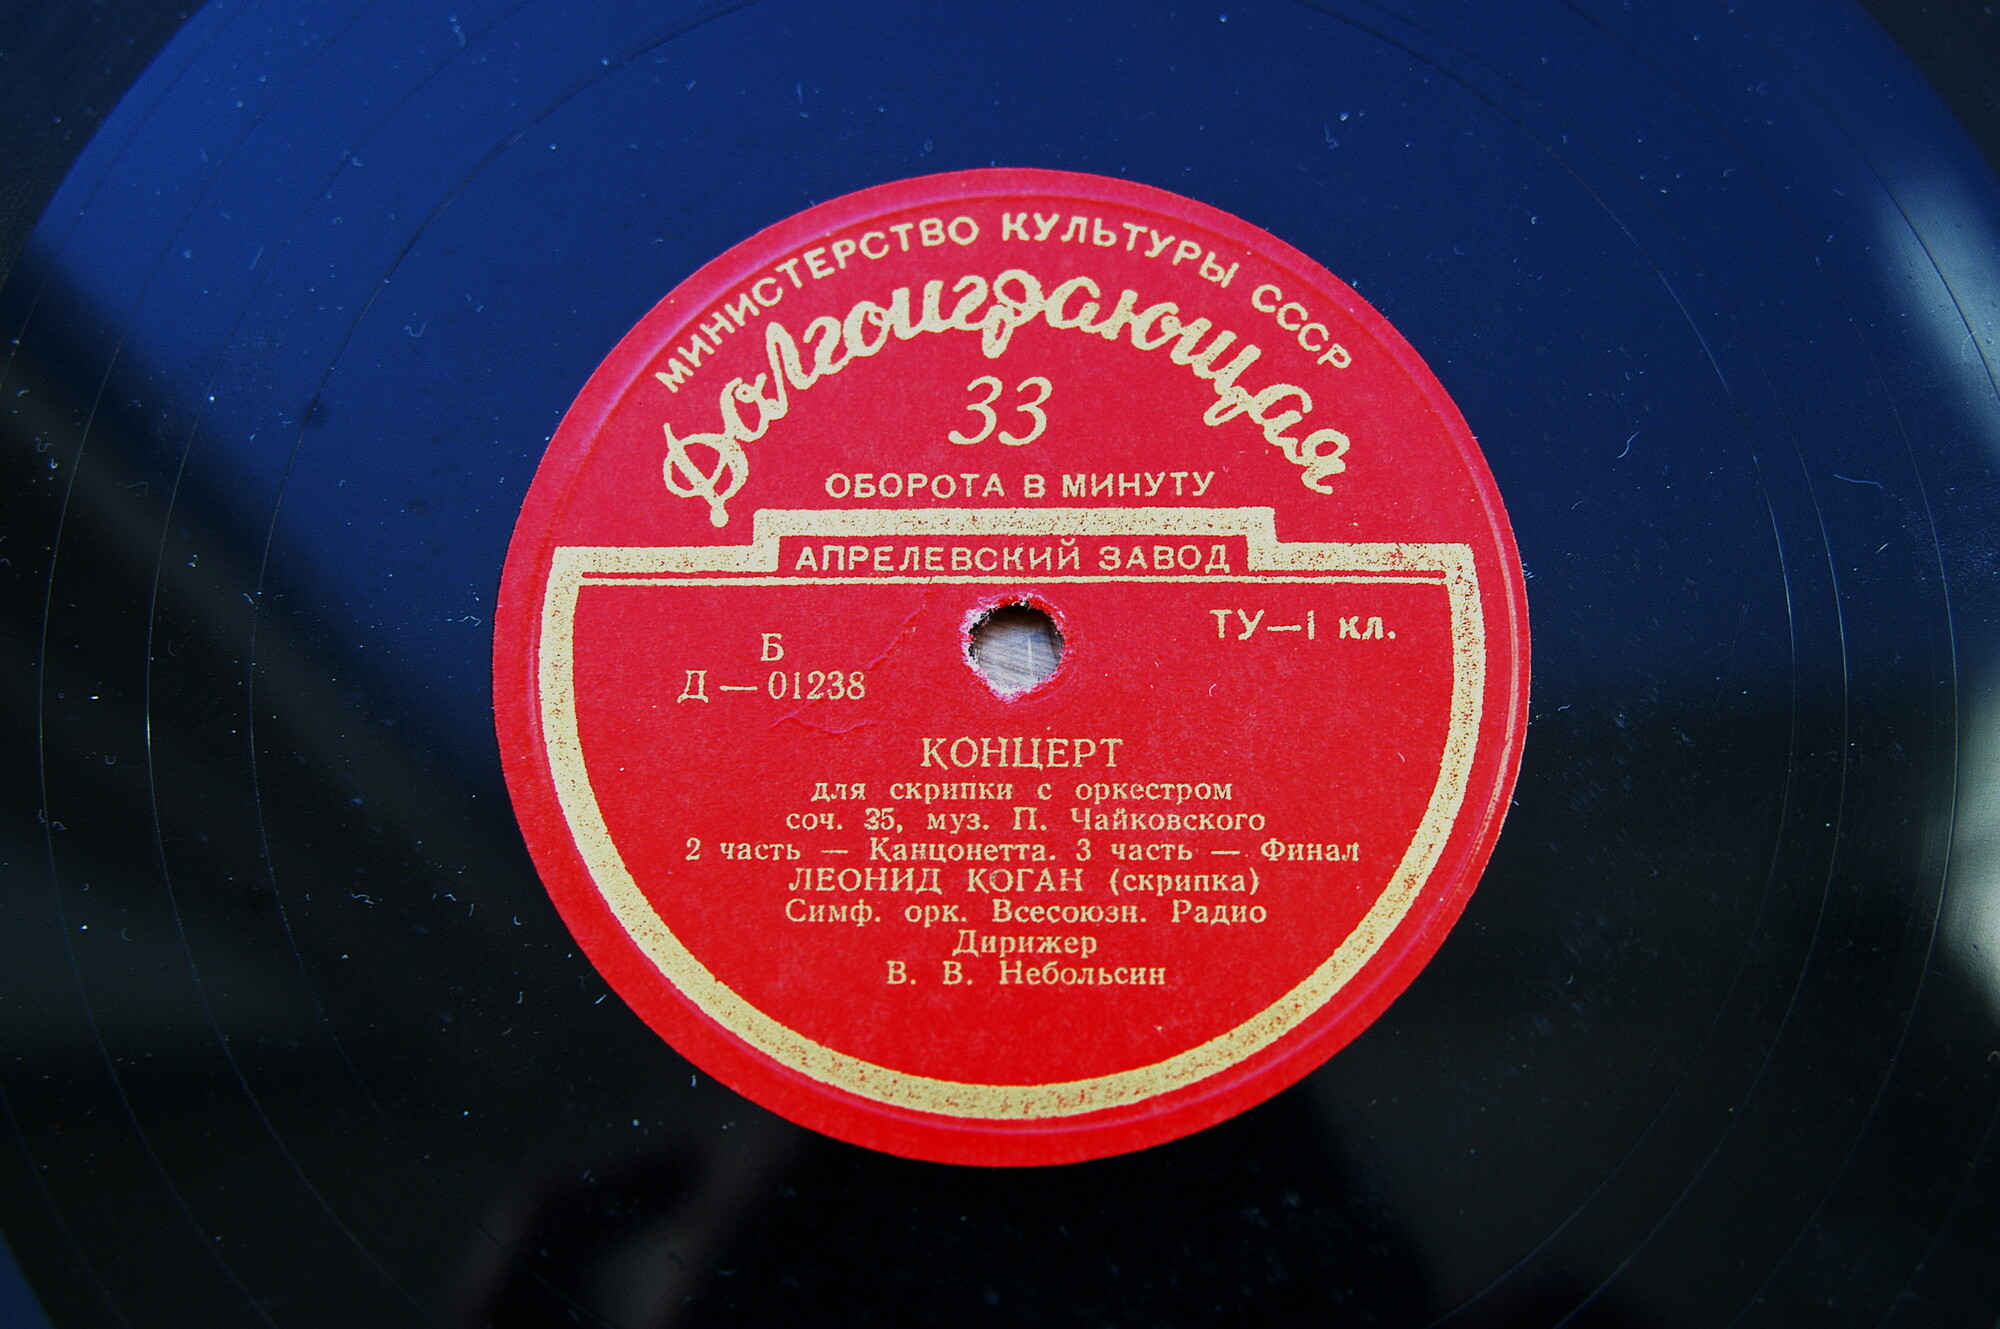 МИНИСТЕРСТВО КУЛЬТУРЫ СССР
Долгоиграющая
33
ОБОРОТА В МИНУТУ
АПРЕЛЕВСКИЙ ЗАВОД
ТУ—1 кл.
Б
Д — 01238
КОНЦЕРТ
для скрипки с оркестром
соч. 35, муз. П. Чайковского
2 часть — Канцонетта. 3 часть — Финал
ЛЕОНИД КОГАН (скрипка)
Симф. орк. Всесоюзн. Радио
Дирижер
В. В. Небольсин